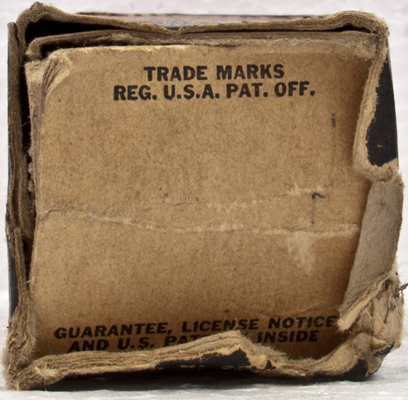 TRADE MARKS
REG. U.S.A. PAT. OFF.
GUARANTEE, LICENSE NOTICE
AND U.S. INSIDE